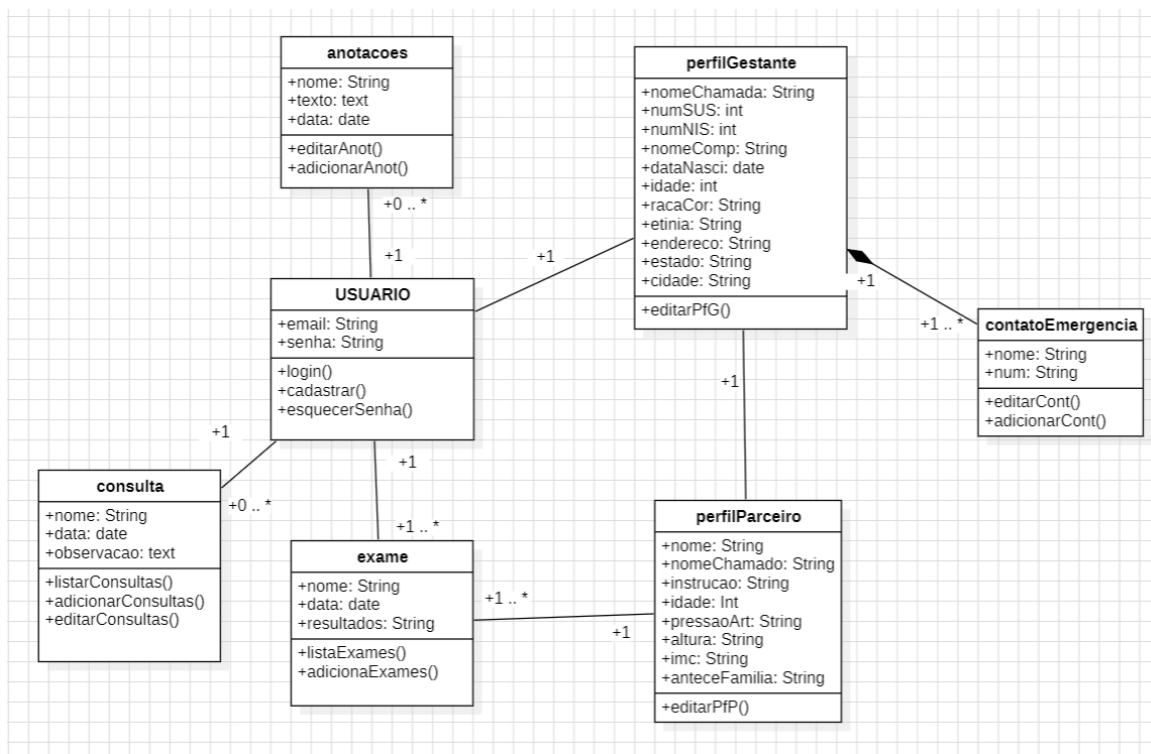 anotacoes
+nome: String
+texto: text
+data: date
+editarAnot()
+adicionarAnot()
+0 .. *
+1
perfilGestante
+nomeChamada: String
+numSUS: int
+numNIS: int
+nomeComp: String
+dataNasci: date
+idade: int
+racaCor: String
+etinia: String
+endereco: String
+estado: String
+cidade: String
+editarPfG()
+1
+1
+1 .. *
contatoEmergencia
+nome: String
+num: String
+editarCont()
+adicionarCont()
USUARIO
+email: String
+senha: String
+login()
+cadastrar()
+esquecerSenha()
+1
+1
+0 .. *
+1
+1 .. *
consulta
+nome: String
+data: date
+observacao: text
+listarConsultas()
+adicionarConsultas()
+editarConsultas()
exame
+nome: String
+data: date
+resultados: String
+listaExames()
+adicionaExames()
+1 .. *
+1
perfilParceiro
+nome: String
+nomeChamado: String
+instrucao: String
+idade: Int
+pressaoArt: String
+altura: String
+imc: String
+anteceFamilia: String
+editarPfP()